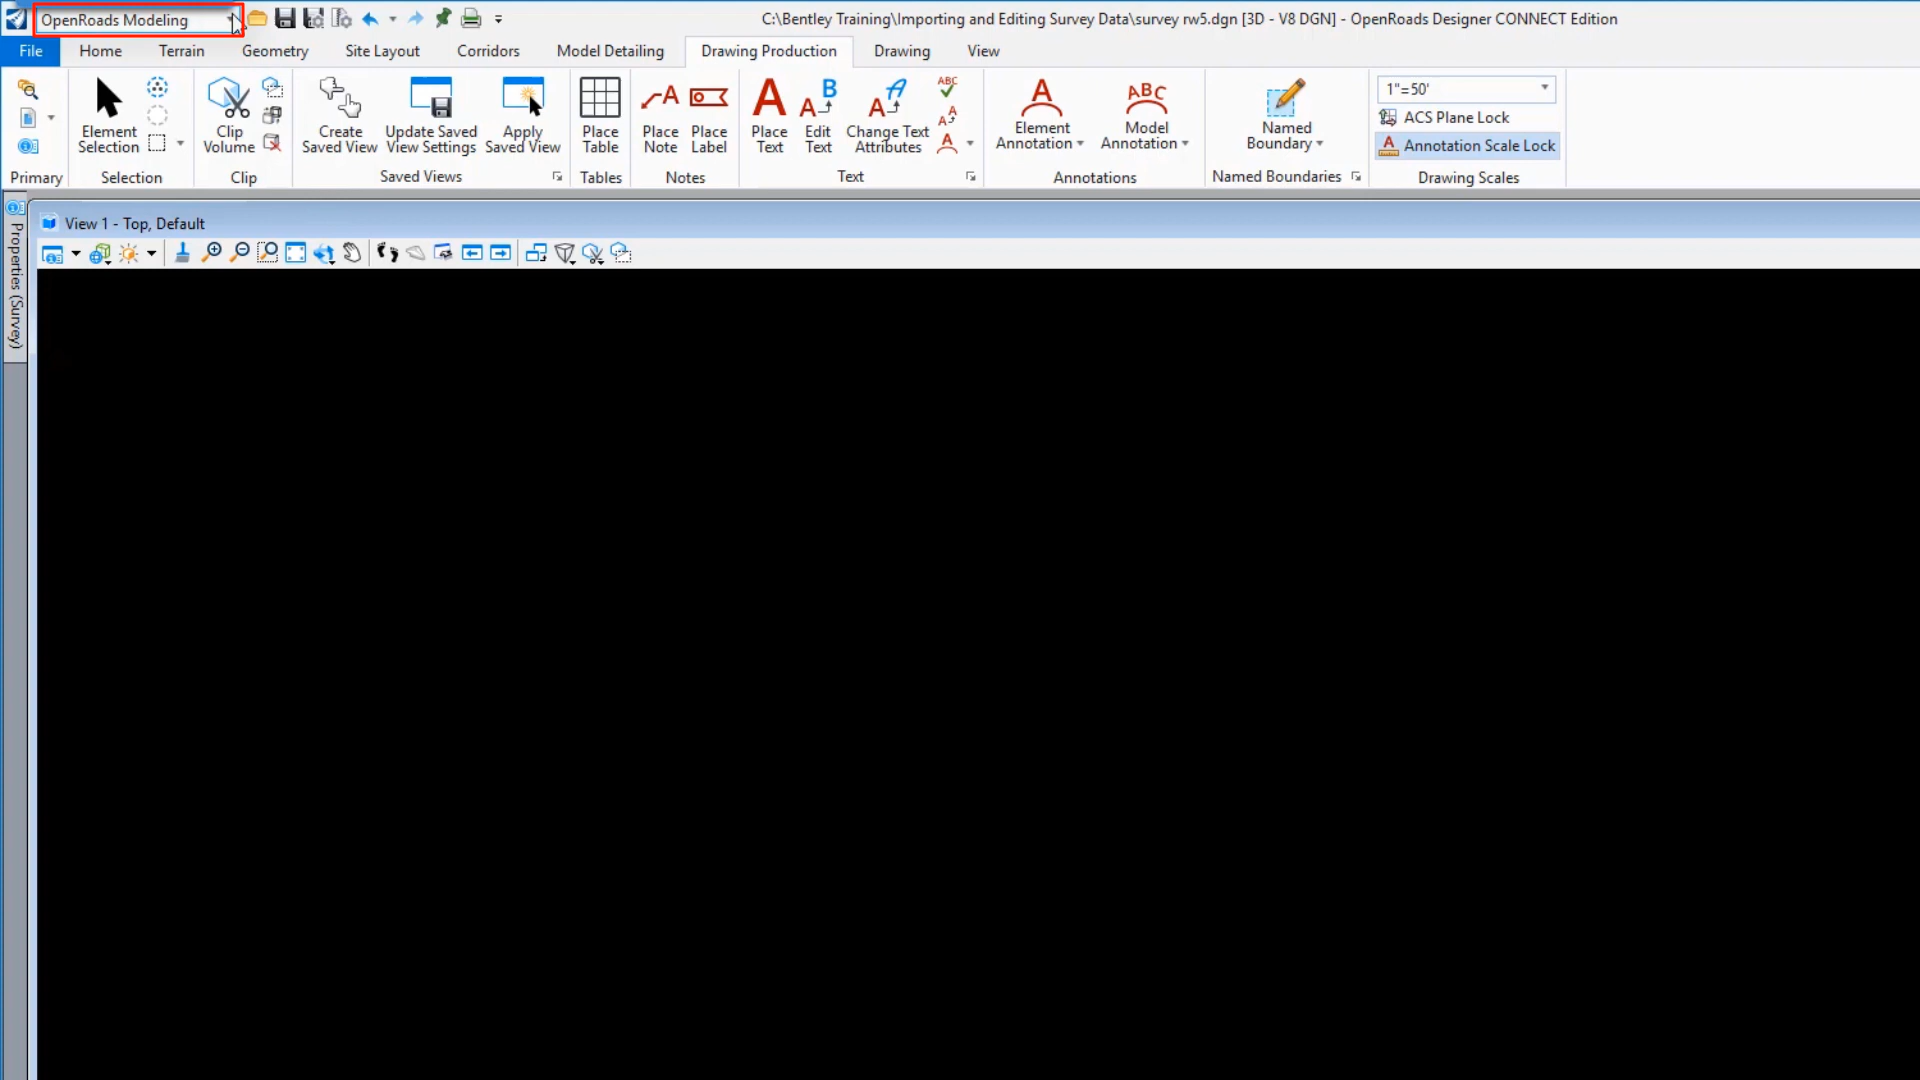 OpenRoads Modeling
C:\Bentley Training\Importing and Editing Survey Data\survey rw5.dgn [3D - V8 DGN] - OpenRoads Designer CONNECT Edition
File Home Terrain Geometry Site Layout Corridors Model Detailing Drawing Production Drawing View
Element
Selection
Clip
Volume
Create
Saved View
Update Saved
View Settings
Apply
Saved View
Place
Table
Place
Note
Place
Label
A
Place
Text
A B
Edit
Text
Change Text
Attributes
ABC
Element
Annotation
ABC
Model
Annotation
Named
Boundary
1"=50'
ACS Plane Lock
Annotation Scale Lock
Primary Selection Clip Saved Views Tables Notes Text Annotations Named Boundaries Drawing Scales
Properties (Survey)
View 1 - Top, Default